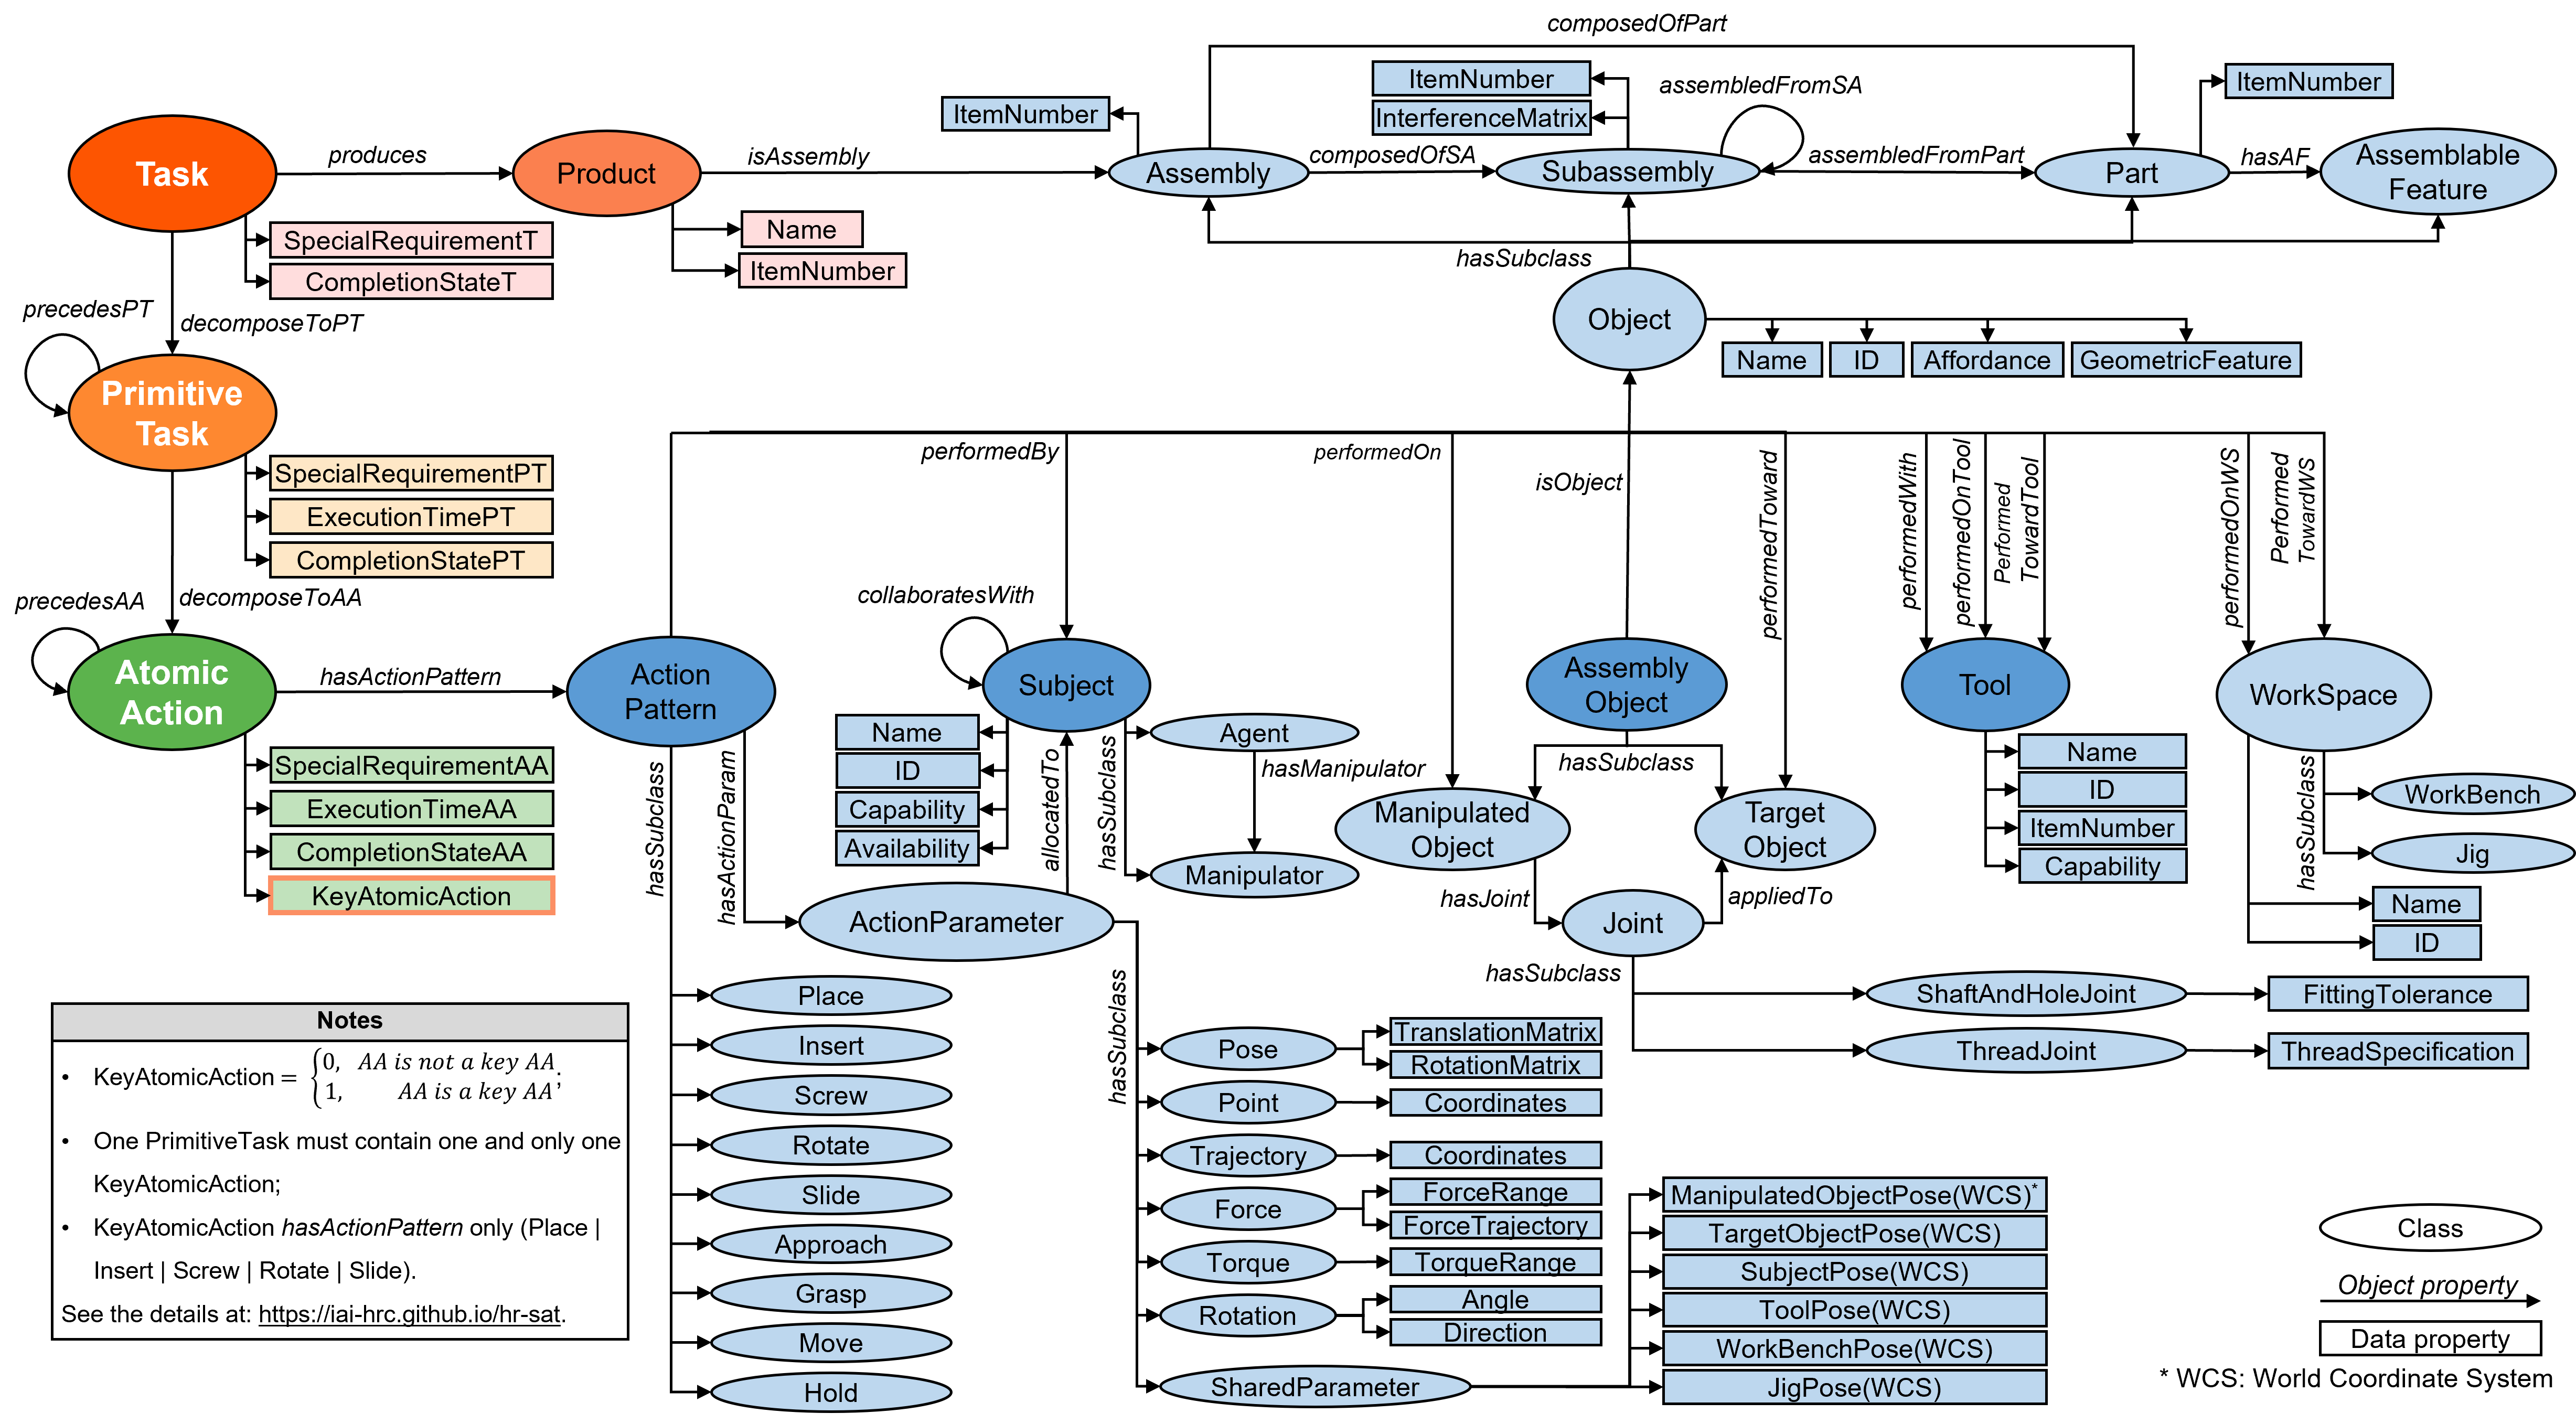 composedOfPart
ItemNumber
InterferenceMatrix
assembledFromSA
ItemNumber
ItemNumber
Task
produces
Product
isAssembly
Assembly
composedOfSA
Subassembly
assembledFromPart
Part
hasAF
Assemblable
Feature
SpecialRequirementT
CompletionStateT
Name
ItemNumber
hasSubclass
Object
Name
ID
Affordance
GeometricFeature
precedesPT
decomposeToPT
Primitive
Task
SpecialRequirementPT
ExecutionTimePT
CompletionStatePT
performedBy
performedOn
isObject
performedToward
performedWith
performedOnTool
Performed
TowardTool
performedOnWS
Performed
TowardWS
precedesAA
decomposeToAA
Atomic
Action
hasActionPattern
Action
Pattern
collaboratesWith
Subject
Assembly
Object
Tool
WorkSpace
SpecialRequirementAA
ExecutionTimeAA
CompletionStateAA
KeyAtomicAction
hasSubclass
hasActionParam
Name
ID
Capability
Availability
allocatedTo
hasSubclass
Agent
hasManipulator
Manipulator
hasSubclass
Manipulated
Object
Target
Object
hasJoint
Joint
appliedTo
Name
ID
ItemNumber
Capability
hasSubclass
WorkBench
Jig
Name
ID
ActionParameter
hasSubclass
ShaftAndHoleJoint
FittingTolerance
ThreadJoint
ThreadSpecification
Place
Insert
Screw
Rotate
Slide
Approach
Grasp
Move
Hold
hasSubclass
Pose
TranslationMatrix
RotationMatrix
Point
Coordinates
Trajectory
Coordinates
Force
ForceRange
ForceTrajectory
Torque
TorqueRange
Rotation
Angle
Direction
SharedParameter
ManipulatedObjectPose(WCS)*
TargetObjectPose(WCS)
SubjectPose(WCS)
ToolPose(WCS)
WorkBenchPose(WCS)
JigPose(WCS)
Notes
• KeyAtomicAction = {0, AA is not a key AA
1, AA is a key AA;
• One PrimitiveTask must contain one and only one
KeyAtomicAction;
• KeyAtomicAction hasActionPattern only (Place |
Insert | Screw | Rotate | Slide).
See the details at: https://iai-hrc.github.io/hr-sat.
Class
Object property
Data property
* WCS: World Coordinate System